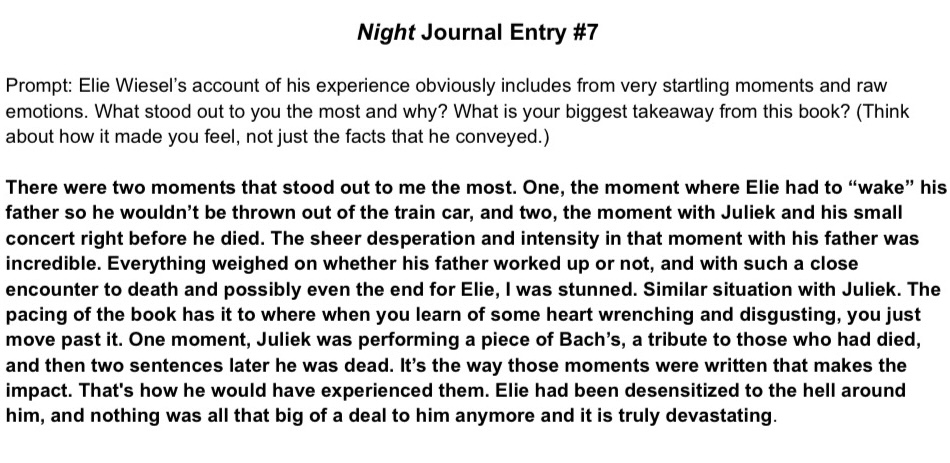 Night Journal Entry #7
Prompt: Elie Wiesel's account of his experience obviously includes from very startling moments and raw
emotions. What stood out to you the most and why? What is your biggest takeaway from this book? (Think
about how it made you feel, not just the facts that he conveyed.)
There were two moments that stood out to me the most. One, the moment where Elie had to “wake” his
father so he wouldn't be thrown out of the train car, and two, the moment with Juliek and his small
concert right before he died. The sheer desperation and intensity in that moment with his father was
incredible. Everything weighed on whether his father worked up or not, and with such a close
encounter to death and possibly even the end for Elie, I was stunned. Similar situation with Juliek. The
pacing of the book has it to where when you learn of some heart wrenching and disgusting, you just
move past it. One moment, Juliek was performing a piece of Bach's, a tribute to those who had died,
and then two sentences later he was dead. It's the way those moments were written that makes the
impact. That's how he would have experienced them. Elie had been desensitized to the hell around
him, and nothing was all that big of a deal to him anymore and it is truly devastating.